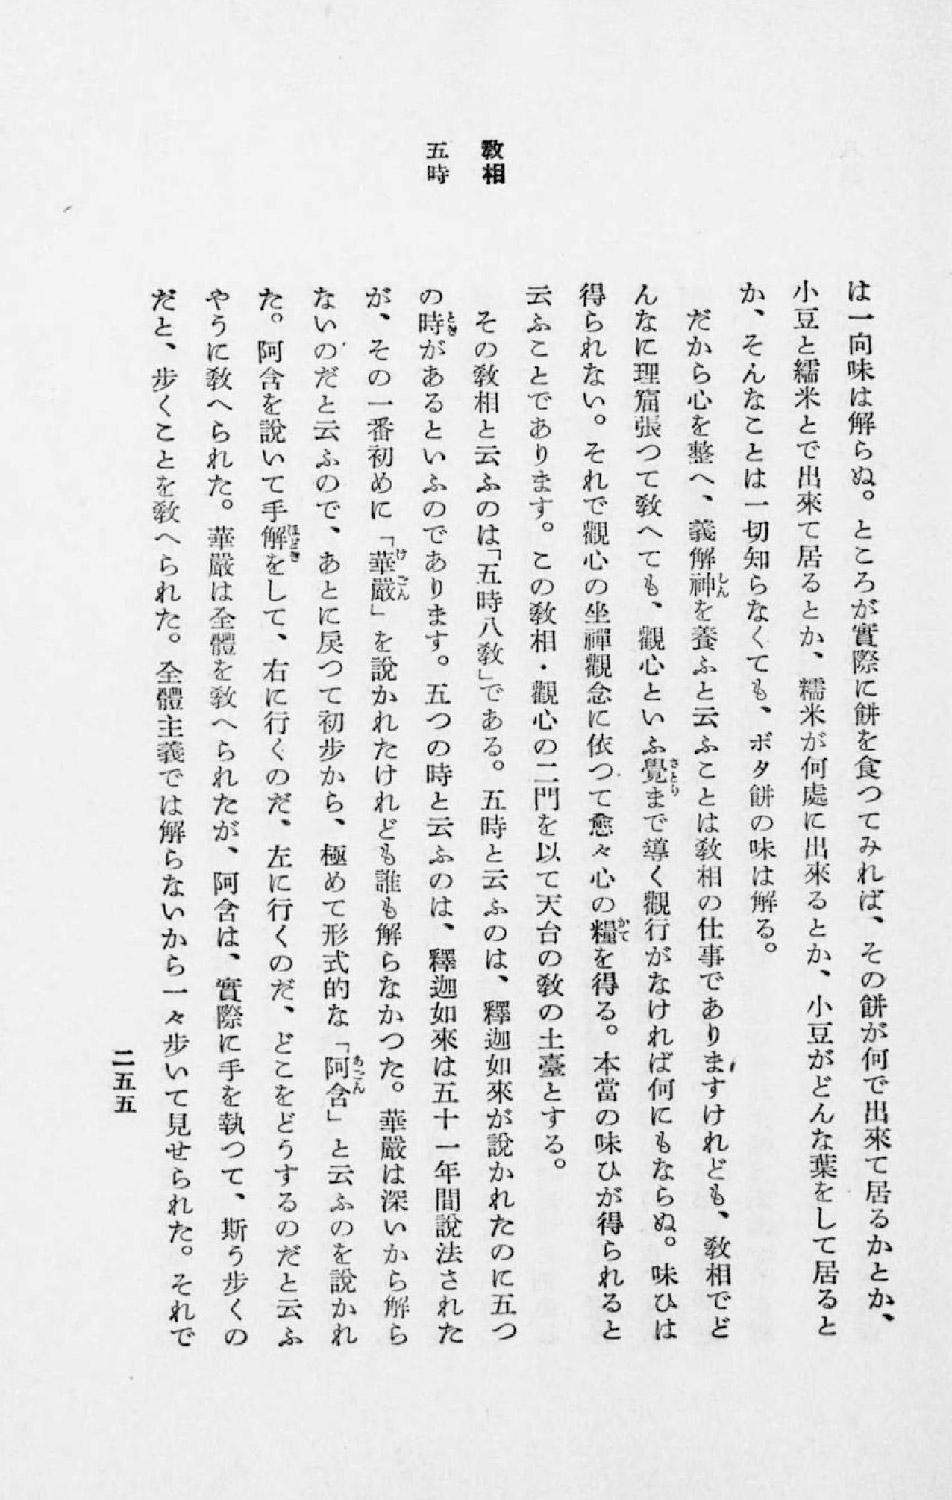 教相
五時
は一向味は解らぬ。ところが實際に餅を食つてみれば、その餅が何で出來て居るかとか、
小豆と繻米とで出來て居るとか、繻米が何處に出來るとか、小豆がどんな葉をして居ると
か、そんなことは一切知らなくても、ボタ餅の味は解る。
だから心を整へ、義解神しんを養ふと云ふことは敎相の仕事でありますけれども、敎相でど
んなに理窟張つて敎へても、觀心といふ覺さとらまで導く觀行がなければ何にもならぬ。味ひは
得られない。それで觀心の坐禪觀念に依つて愈々心の糧かてを得る。本當の味ひが得られると
云ふことであります。この敎相・觀心の二門を以て天台の敎の土臺とする。
その敎相と云ふのは「五時八敎」である。五時と云ふのは、釋迦如來が說かれたのに五つ
の時ときがあるといふのであります。五つの時と云ふのは、釋迦如來は五十一年間說法された
が、その一番初めに「華嚴けごん」を說かれたけれども誰も解らなかつた。華嚴は深いから解ら
ないのだと云ふので、あとに戾つて初步から、極めて形式的な「阿含あごん」と云ふのを說かれ
た。阿含を說いて手解ほどきをして、右に行くのだ、左に行くのだ、どこをどうするのだと云ふ
やうに敎へられた。華嚴は全體を敎へられたが、阿含は、實際に手を執つて、斯う步くの
だと、步くことを敎へられた。全體主義では解らないから一々步いて見せられた。それで
二五五